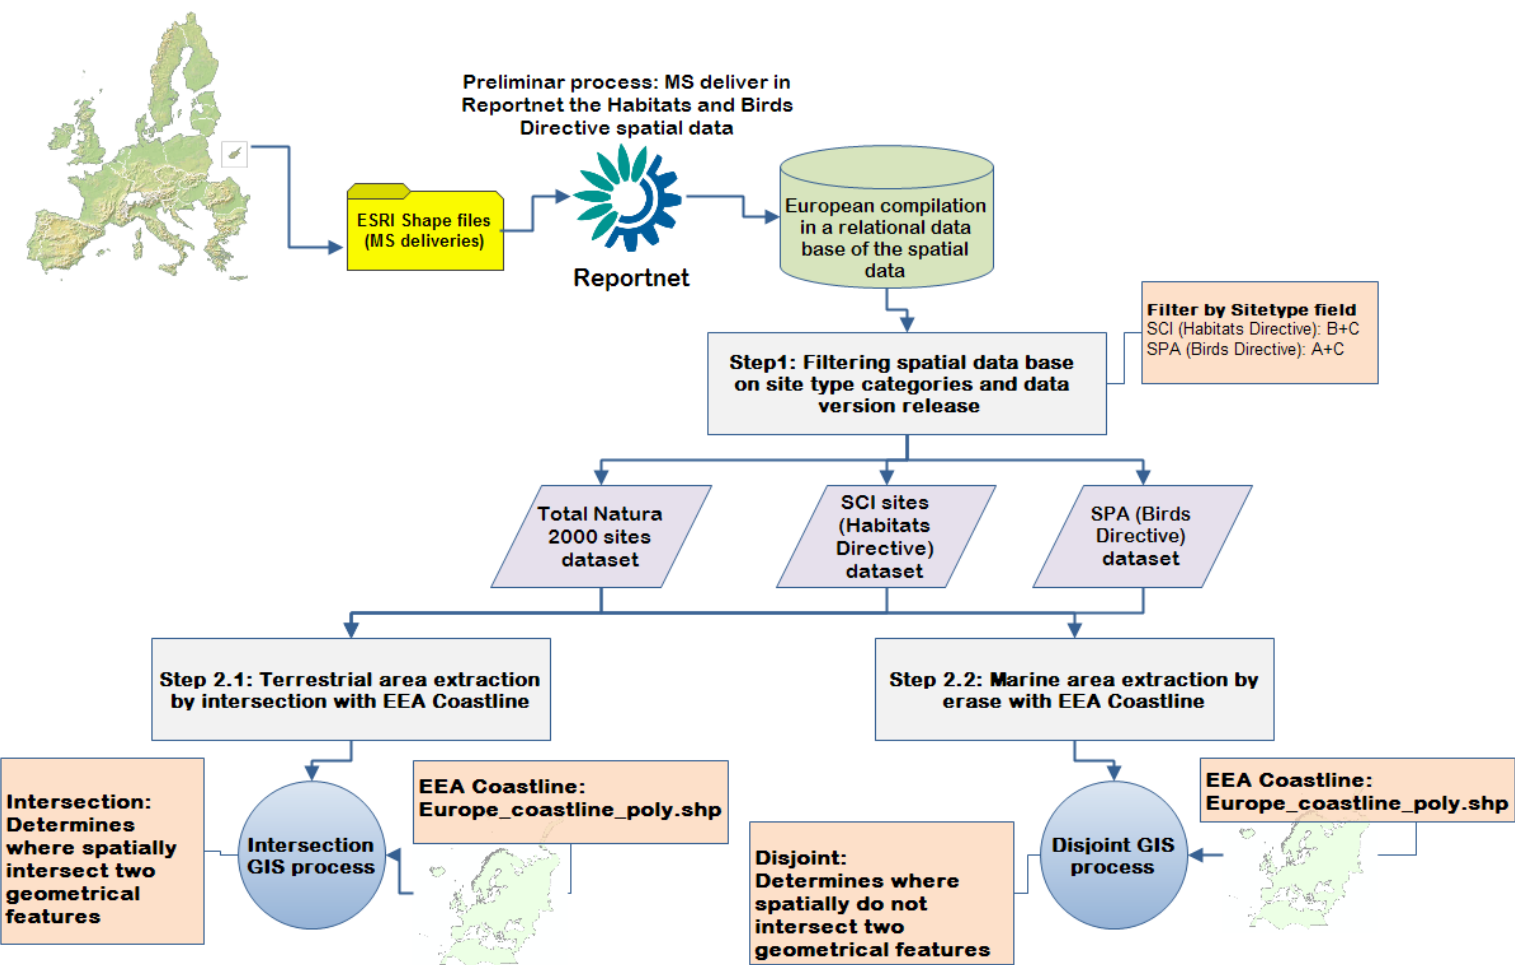 Preliminar process: MS deliver in
Reportnet the Habitats and Birds
Directive spatial data
ESRI Shape files
(MS deliveries)
Reportnet
European compilation
in a relational data
base of the spatial
data
Filter by Sitetype field
SCI (Habitats Directive): B+C
SPA (Birds Directive): A+C
Step1: Filtering spatial data base
on site type categories and data
version release
Total Natura
2000 sites
dataset
SCI sites
(Habitats
Directive)
dataset
SPA (Birds
Directive)
dataset
Step 2.1: Terrestrial area extraction
by intersection with EEA Coastline
Step 2.2: Marine area extraction by
erase with EEA Coastline
Intersection:
Determines
where spatially
intersect two
geometrical
features
Intersection
GIS process
EEA Coastline:
Europe_coastline_poly.shp
Disjoint:
Determines where
spatially do not
intersect two
geometrical features
Disjoint GIS
process
EEA Coastline:
Europe_coastline_poly.shp